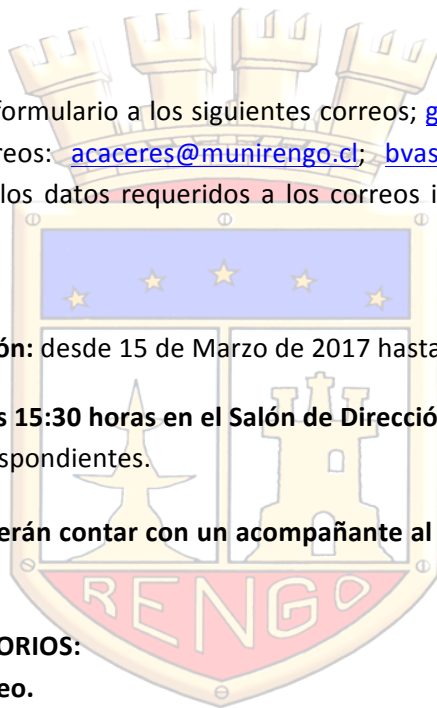 formulario a los siguientes correos; g
reos: acaceres@munirengo.cl; bvas
los datos requeridos a los correos i
ón: desde 15 de Marzo de 2017 hasta
s 15:30 horas en el Salón de Direcció
spondientes.
erán contar con un acompañante al
RENGO
ORIOS:
eo.